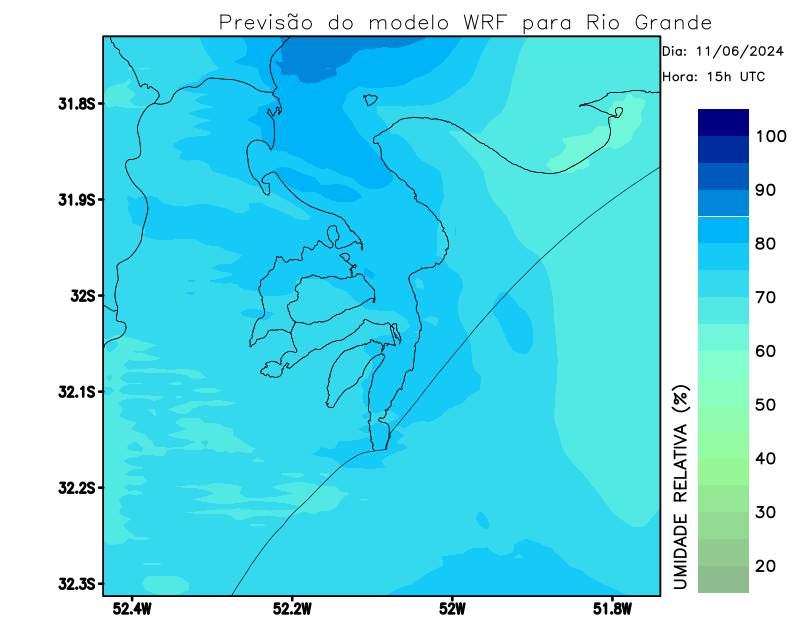 Previsão do modelo WRF para Rio Grande
Dia: 11/06/2024
Hora: 15h UTC
31.8S
31.9S
32S
32.1S
32.2S
32.3S
52.4W
52.2W
52W
51.8W
100
90
80
70
60
50
40
30
20
UMIDADE RELATIVA (%)